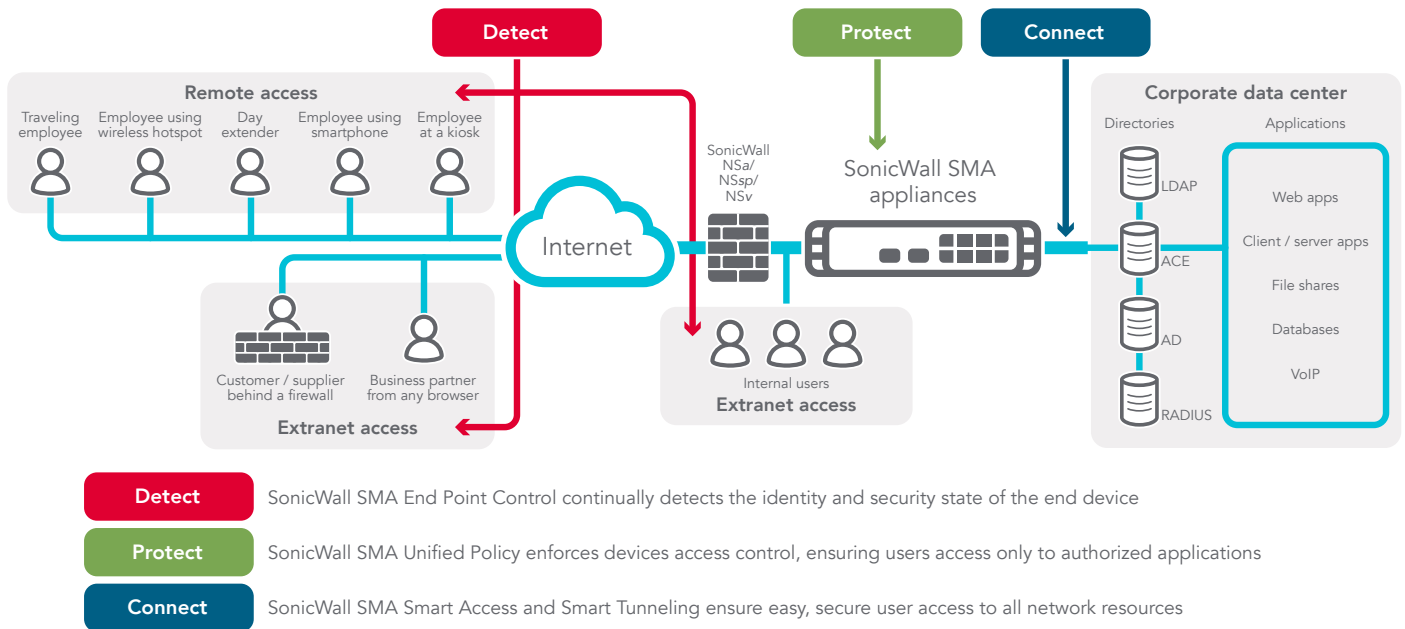 Detect
Protect
Connect
Remote access
Traveling
employee
Employee using
wireless hotspot
Day
extender
Employee using
smartphone
Employee
at a kiosk
Internet
SonicWall
NSa/
NSsp/
NSv
SonicWall SMA
appliances
Corporate data center
Directories
Applications
LDAP
ACE
AD
RADIUS
Web apps
Client / server apps
File shares
Databases
VoIP
Customer / supplier
behind a firewall
Business partner
from any browser
Extranet access
Internal users
Extranet access
Detect
SonicWall SMA End Point Control continually detects the identity and security state of the end device
Protect
SonicWall SMA Unified Policy enforces devices access control, ensuring users access only to authorized applications
Connect
SonicWall SMA Smart Access and Smart Tunneling ensure easy, secure user access to all network resources